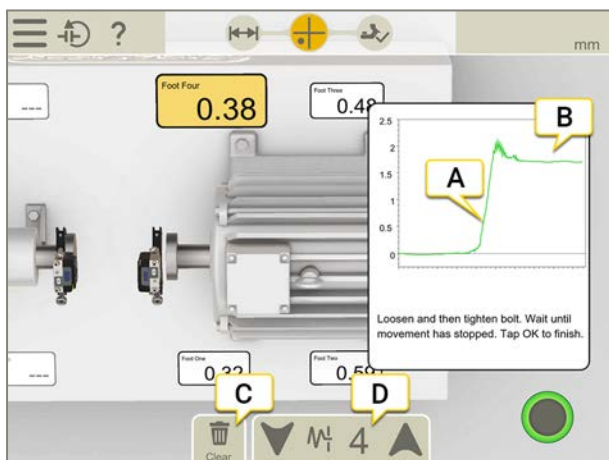 ?
mm
---
Foot Four
0.38
Foot Three
0.48
2.5
B
2
1.5
A
1
0.5
0
Loosen and then tighten bolt. Wait until
movement has stopped. Tap OK to finish.
---
Foot One
0.32
Foot Two
0.591
C
D
4
Clear